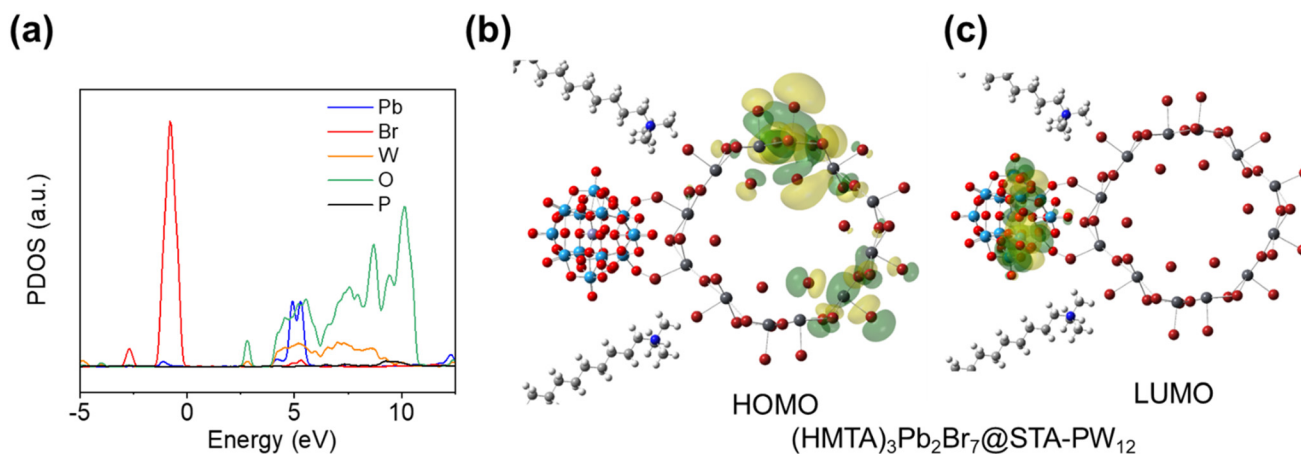 (a)
PDOS (a.u.)
Pb
Br
W
O
P
-5 0 5 10
Energy (eV)
(b)
HOMO
(c)
LUMO
(HMTA)₃Pb₂Br₇@STA-PW₁₂